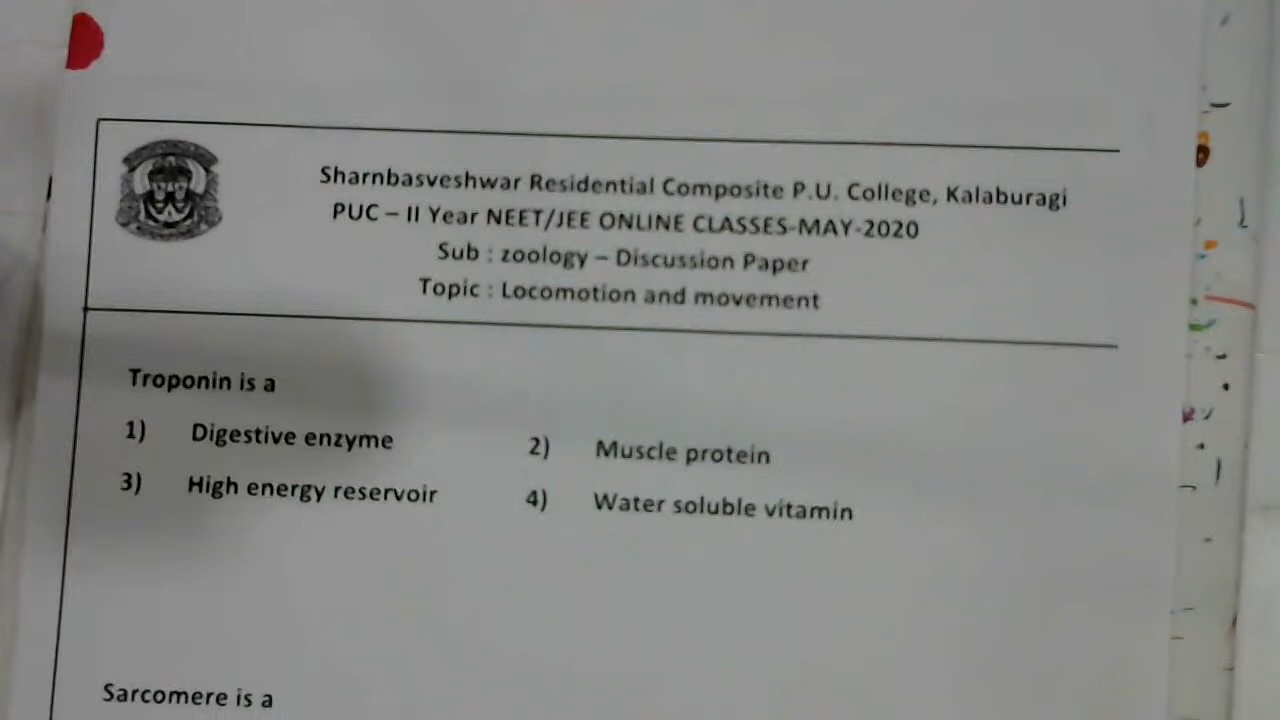 Sharnbasveshwar Residential Composite P.U. College, Kalaburagi
PUC – II Year NEET/JEE ONLINE CLASSES-MAY-2020
Sub : zoology – Discussion Paper
Topic : Locomotion and movement
Troponin is a
1) Digestive enzyme 2) Muscle protein
3) High energy reservoir 4) Water soluble vitamin
Sarcomere is a